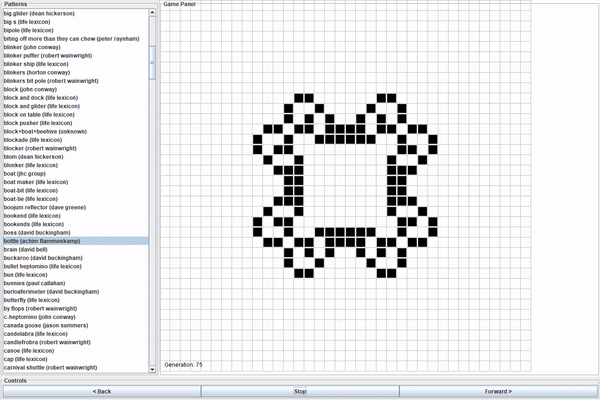 Patterns
Game Panel
big glider (dean hickerson)
big s (life lexicon)
bipole (life lexicon)
biting off more than they can chew (peter raynham)
blinker (john conway)
blinker puffer (robert wainwright)
blinker ship (life lexicon)
blinkers (horton conway)
blinkers bit pole (robert wainwright)
block (john conway)
block and dock (life lexicon)
block and glider (life lexicon)
block on table (life lexicon)
block pusher (life lexicon)
block+boat+beehive (unknown)
blockade (life lexicon)
blocker (robert wainwright)
blom (dean hickerson)
blonker (life lexicon)
boat (jhc group)
boat maker (life lexicon)
boat-bit (life lexicon)
boat-tie (life lexicon)
boojum reflector (dave greene)
bookend (life lexicon)
bookends (life lexicon)
boss (david buckingham)
bottle (achim flammenkamp)
brain (david bell)
buckaroo (david buckingham)
bullet heptomino (life lexicon)
bun (life lexicon)
bunnies (paul callahan)
burloaferimeter (david buckingham)
butterfly (life lexicon)
by flops (robert wainwright)
c-heptomino (john conway)
canada goose (jason summers)
candelabra (life lexicon)
candlefrobra (robert wainwright)
canoe (life lexicon)
cap (life lexicon)
carnival shuttle (robert wainwright)
Generation: 75
Controls
< Back
Stop
Forward >